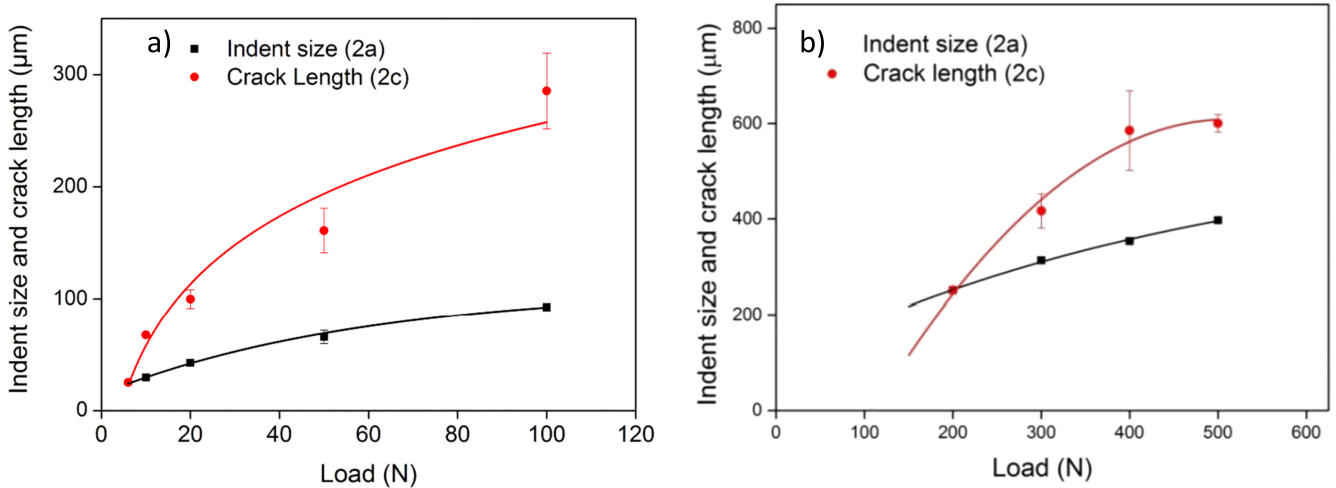 a)
Indent size (2a)
Crack Length (2c)
Indent size and crack length (μm)
300
200
100
0
0 20 40 60 80 100 120
Load (N)
b)
Indent size (2a)
Crack length (2c)
Indent size and crack length (μm)
800
600
400
200
0
0 100 200 300 400 500 600
Load (N)